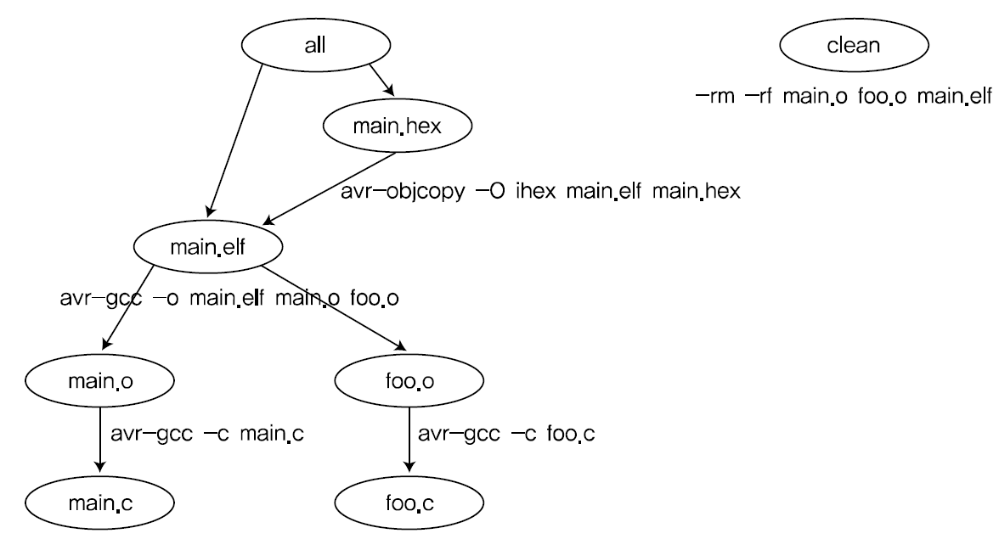 all
clean
-rm -rf main.o foo.o main.elf
main.hex
avr-objcopy -O ihex main.elf main.hex
main.elf
avr-gcc -o main.elf main.o foo.o
main.o
foo.o
avr-gcc -c main.c
avr-gcc -c foo.c
main.c
foo.c